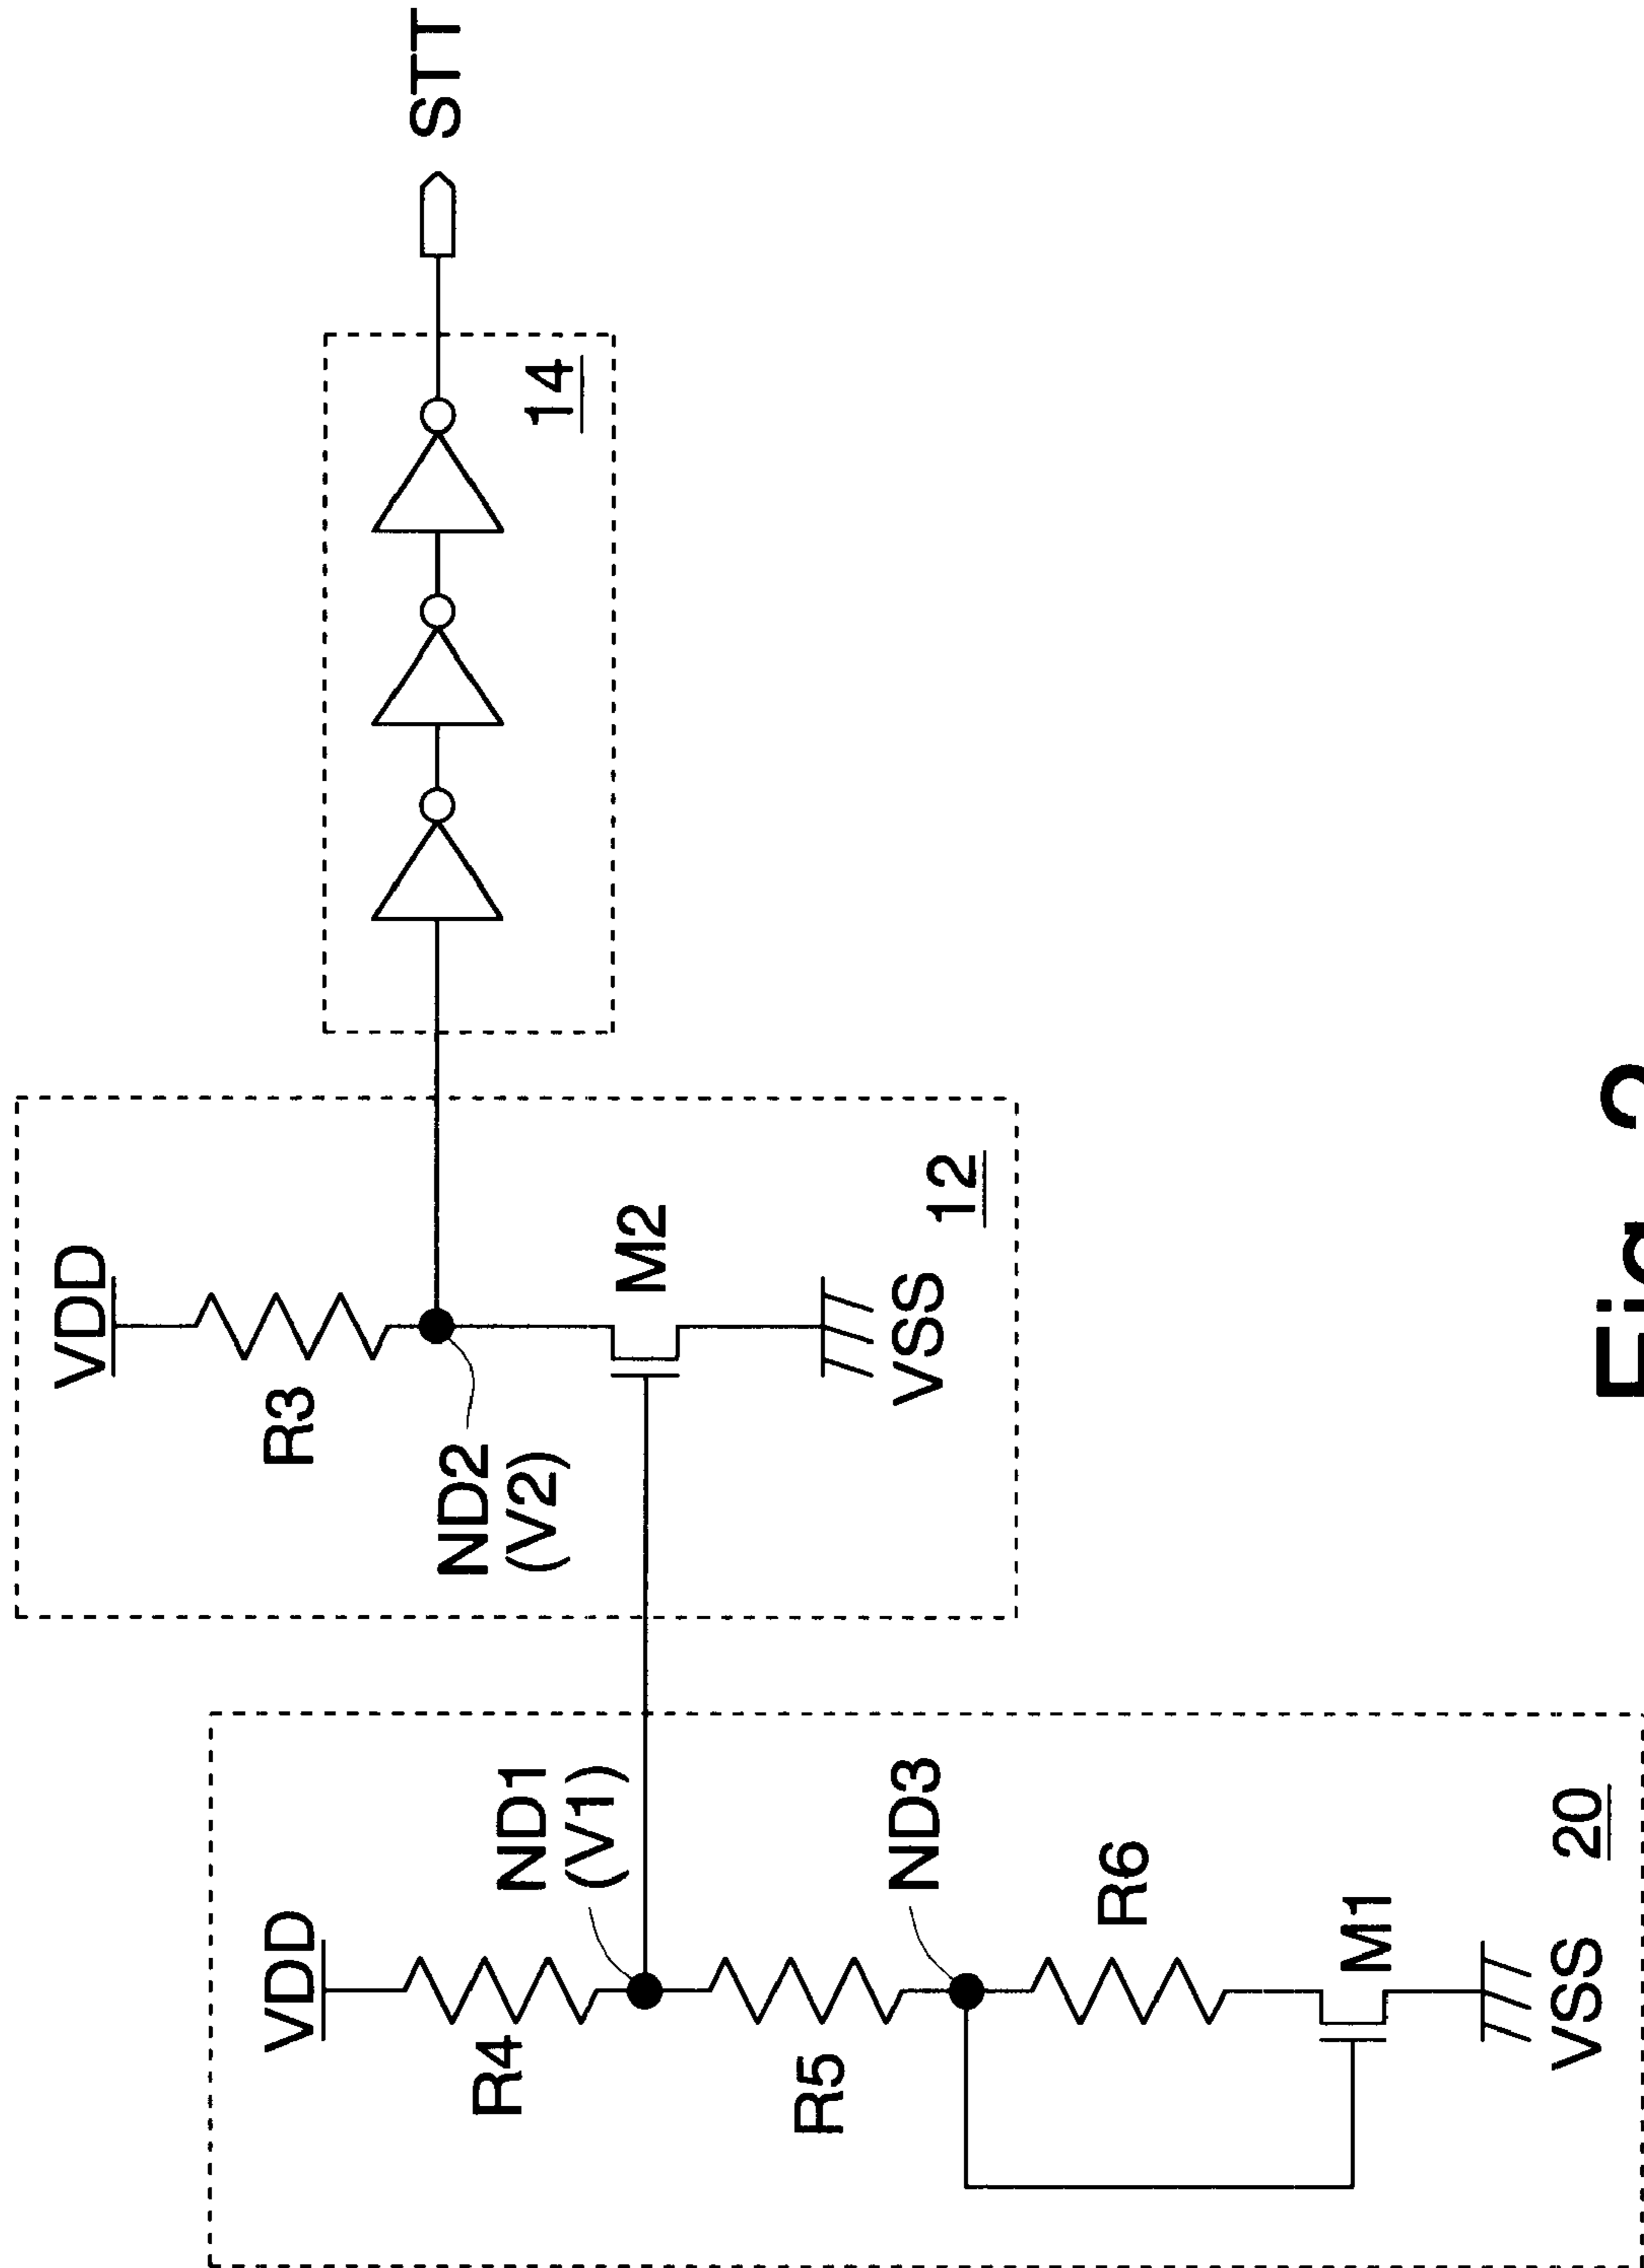 VDD
R4
ND1
(V1)
R5
ND3
R6
M1
VSS
20
VDD
R3
ND2
(V2)
M2
VSS
12
14
STT
Fig.